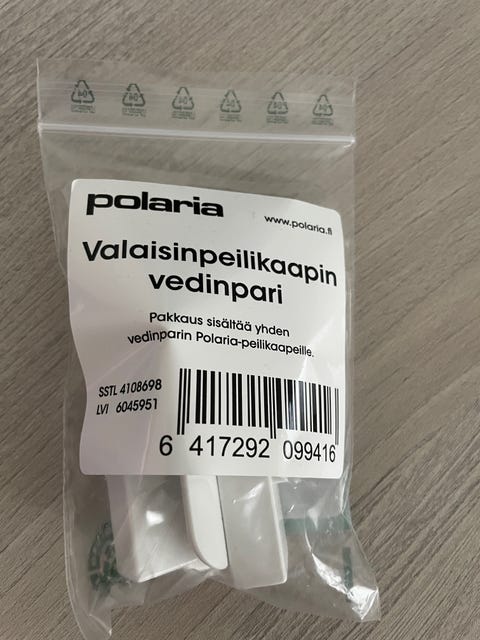 polaria
www.polaria.fi
Valaisinpeilikaapin
vedinpari
Pakkaus sisältää yhden
vedinparin Polaria-peilikaapeille.
SSTL 4108698
LVI 6045951
6 417292 099416